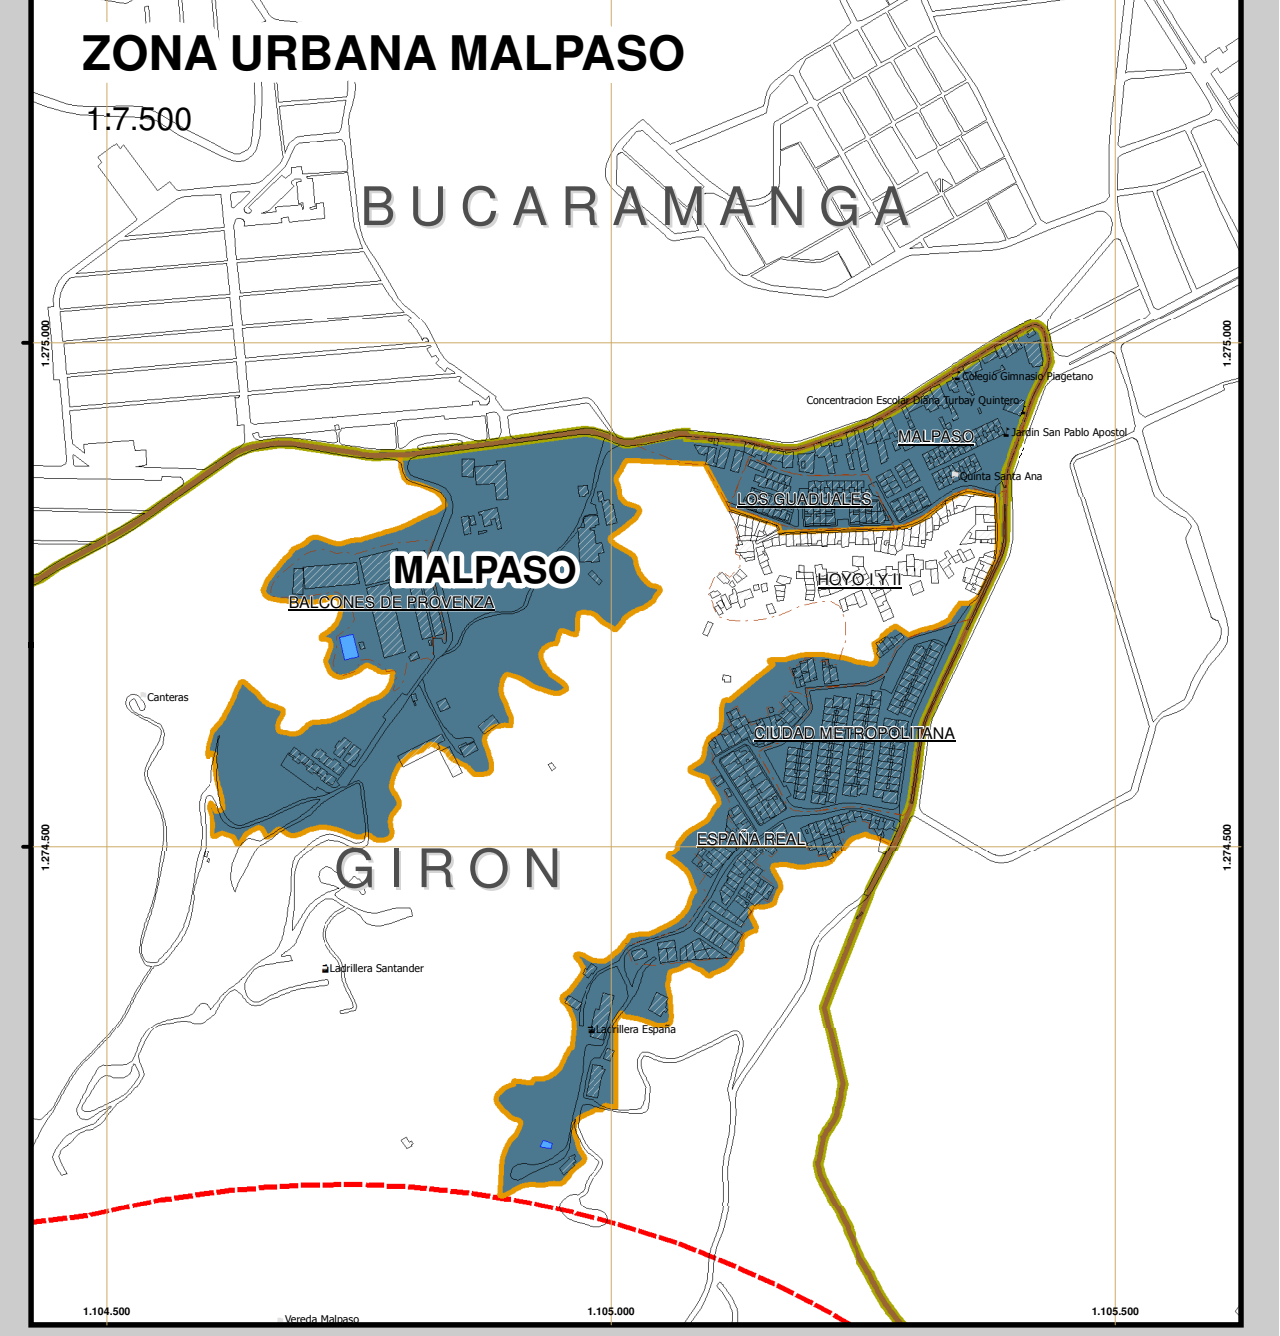 ZONA URBANA MALPASO
1:7.500
BUCARAMANGA
1.275.000
1.275.000
Colegio Gimnasio Piagetano
Concentracion Escolar Diana Turbay Quintero
Jardin San Pablo Apostol
MALPASO
Quinta Santa Ana
LOS GUADUALES
MALPASO
HOYO I Y II
BALCONES DE PROVENZA
Canteras
CIUDAD METROPOLITANA
ESPAÑA REAL
1.274.500
1.274.500
GIRON
Ladrillera Santander
Ladrillera España
1.104.500
1.105.000
1.105.500
Vereda Malpaso